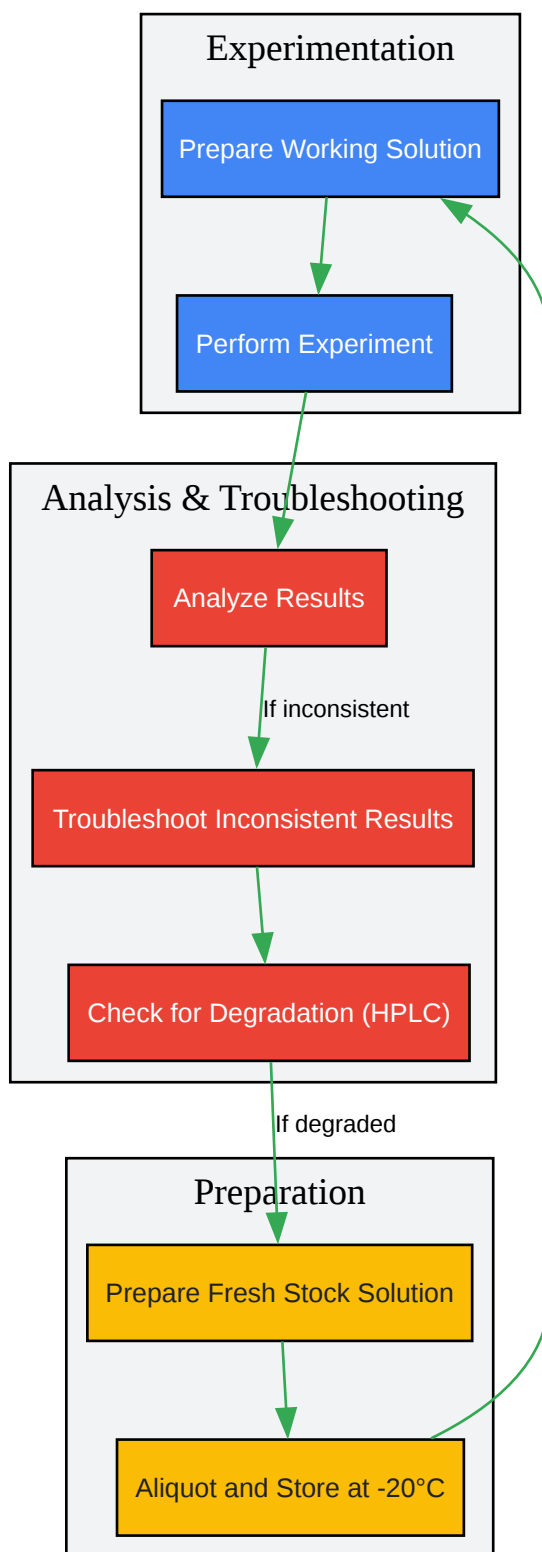 Experimentation
Prepare Working Solution
Perform Experiment
Analysis & Troubleshooting
Analyze Results
If inconsistent
Troubleshoot Inconsistent Results
Check for Degradation (HPLC)
If degraded
Preparation
Prepare Fresh Stock Solution
Aliquot and Store at -20°C